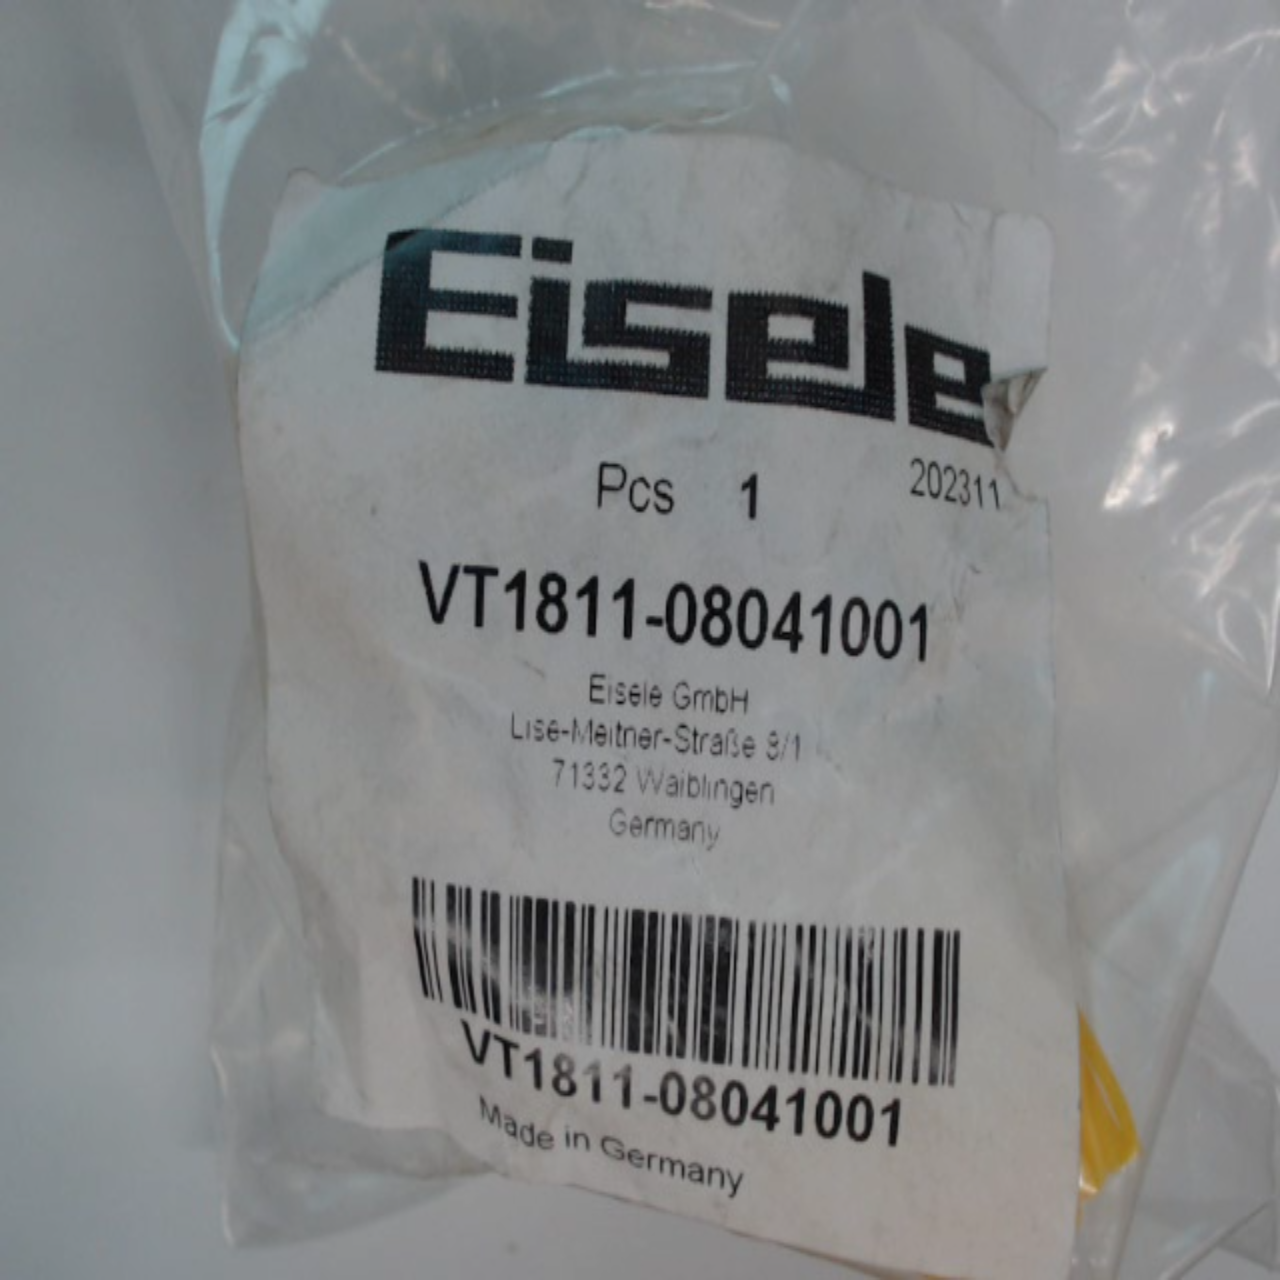 Eisele
Pcs 1 202311
VT1811-08041001
Eisele GmbH
Lise-Meitner-Straße 8/1
71332 Waiblingen
Germany
VT1811-08041001
Made in Germany